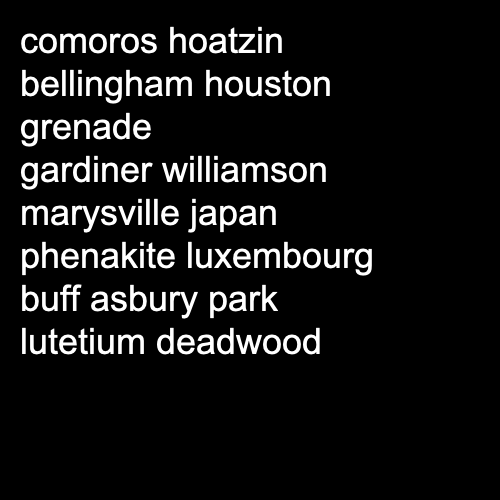 comoros hoatzin
bellingham houston
grenade
gardiner williamson
marysville japan
phenakite luxembourg
buff asbury park
lutetium deadwood